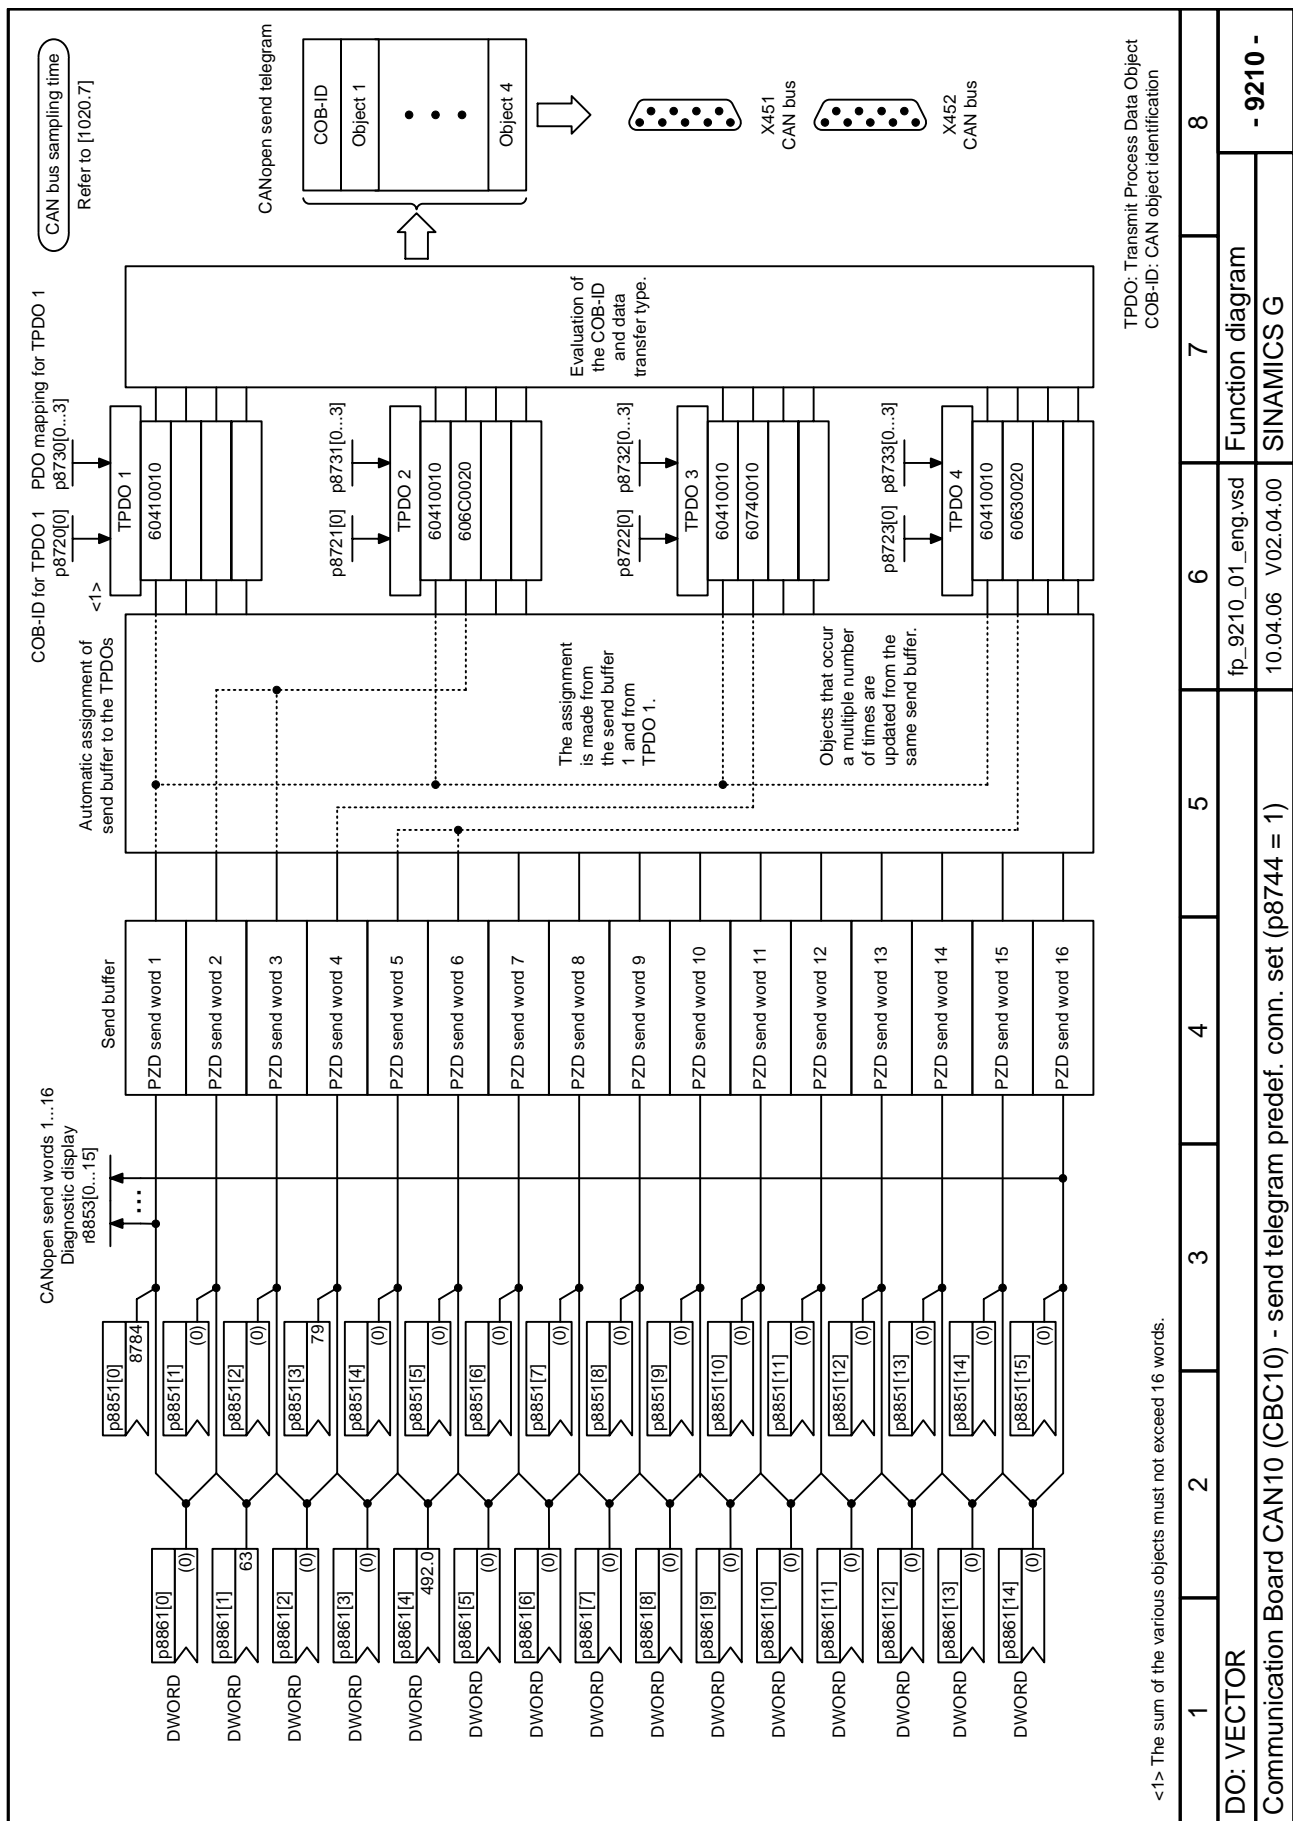 CAN bus sampling time
Refer to [1020.7]
CANopen send words 1...16
Diagnostic display
r8853[0...15]
...
Send buffer
Automatic assignment of
send buffer to the TPDOs
COB-ID for TPDO 1
p8720[0]
PDO mapping for TPDO 1
p8730[0...3]
<1>
CANopen send telegram
DWORD
p8861[0]
(0)
DWORD
p8861[1]
63
DWORD
p8861[2]
(0)
DWORD
p8861[3]
(0)
DWORD
p8861[4]
492.0
DWORD
p8861[5]
(0)
DWORD
p8861[6]
(0)
DWORD
p8861[7]
(0)
DWORD
p8861[8]
(0)
DWORD
p8861[9]
(0)
DWORD
p8861[10]
(0)
DWORD
p8861[11]
(0)
DWORD
p8861[12]
(0)
DWORD
p8861[13]
(0)
DWORD
p8861[14]
(0)
p8851[0]
8784
p8851[1]
(0)
p8851[2]
(0)
p8851[3]
79
p8851[4]
(0)
p8851[5]
(0)
p8851[6]
(0)
p8851[7]
(0)
p8851[8]
(0)
p8851[9]
(0)
p8851[10]
(0)
p8851[11]
(0)
p8851[12]
(0)
p8851[13]
(0)
p8851[14]
(0)
p8851[15]
(0)
PZD send word 1
PZD send word 2
PZD send word 3
PZD send word 4
PZD send word 5
PZD send word 6
PZD send word 7
PZD send word 8
PZD send word 9
PZD send word 10
PZD send word 11
PZD send word 12
PZD send word 13
PZD send word 14
PZD send word 15
PZD send word 16
The assignment
is made from
the send buffer
1 and from
TPDO 1.
Objects that occur
a multiple number
of times are
updated from the
same send buffer.
TPDO 1
60410010
p8721[0]
p8731[0...3]
TPDO 2
60410010
606C0020
p8722[0]
p8732[0...3]
TPDO 3
60410010
60740010
p8723[0]
p8733[0...3]
TPDO 4
60410010
60630020
Evaluation of
the COB-ID
and data
transfer type.
COB-ID
Object 1
Object 4
X451
CAN bus
X452
CAN bus
TPDO: Transmit Process Data Object
COB-ID: CAN object identification
<1> The sum of the various objects must not exceed 16 words.
1 2 3 4 5 6 7 8
DO: VECTOR
fp_9210_01_eng.vsd
Function diagram
- 9210 -
Communication Board CAN10 (CBC10) - send telegram predef. conn. set (p8744 = 1)
10.04.06 V02.04.00
SINAMICS G